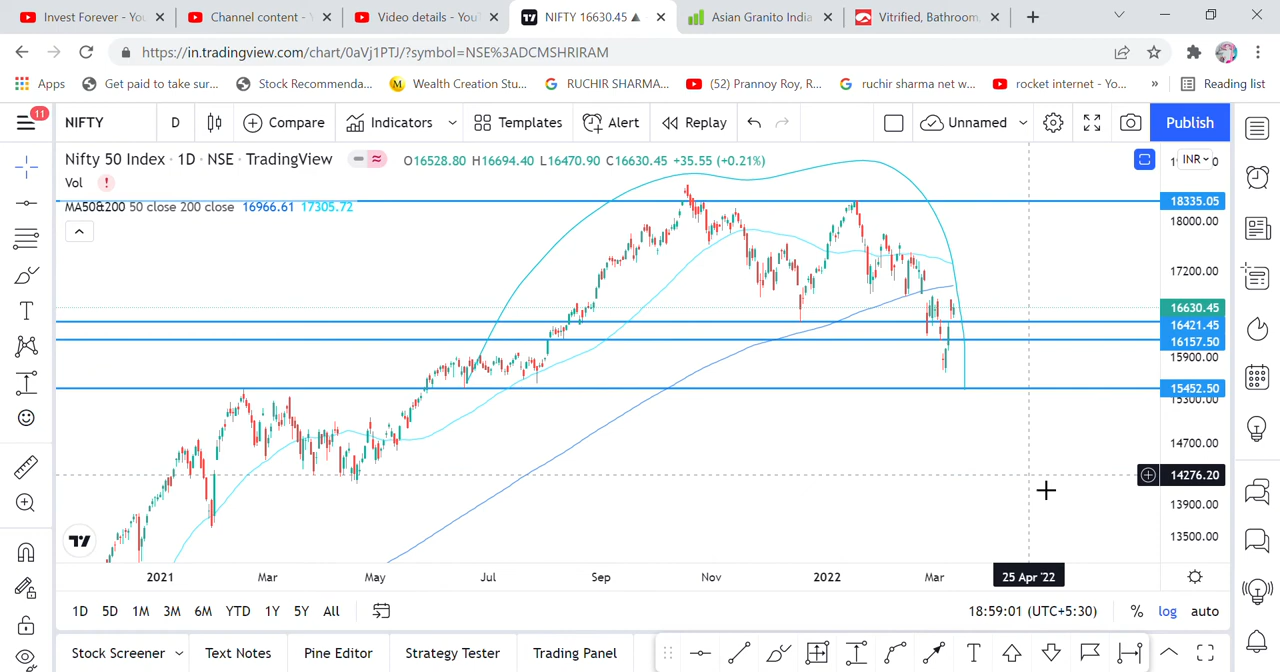 Invest Forever - You
Channel content -
Video details - You
NIFTY 16630.45 ▲
Asian Granito India
Vitrified, Bathroom,
https://in.tradingview.com/chart/0aVj1PTJ/?symbol=NSE%3ADCMSHRIRAM
Apps
Get paid to take sur...
Stock Recommenda...
Wealth Creation Stu...
RUCHIR SHARMA...
(52) Prannoy Roy, R...
ruchir sharma net w...
rocket internet - Yo...
»
Reading list
11
NIFTY
D
Compare
Indicators
Templates
Alert
Replay
Unnamed
Publish
Nifty 50 Index · 1D · NSE · TradingView
O16528.80 H16694.40 L16470.90 C16630.45 +35.55 (+0.21%)
INR
Vol !
MA50&200 50 close 200 close 16966.61 17305.72
18335.05
18000.00
17200.00
16630.45
16421.45
16157.50
15900.00
15452.50
15300.00
14700.00
14276.20
13900.00
13500.00
2021 Mar May Jul Sep Nov 2022 Mar 25 Apr '22
1D 5D 1M 3M 6M YTD 1Y 5Y All
18:59:01 (UTC+5:30) % log auto
Stock Screener Text Notes Pine Editor Strategy Tester Trading Panel